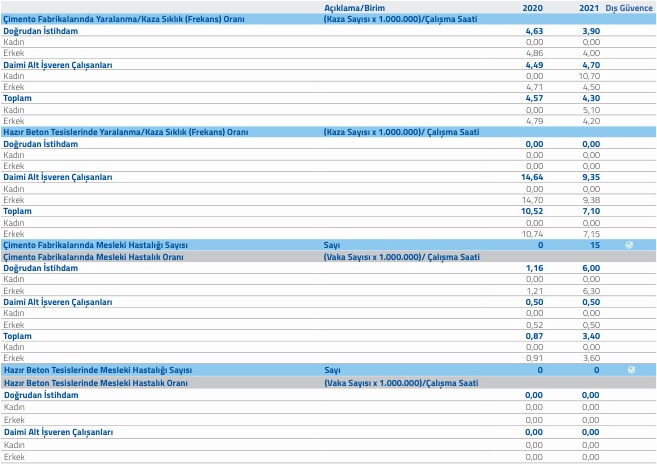 Açıklama/Birim 2020 2021 Dış Güvence
Çimento Fabrikalarında Yaralanma/Kaza Sıklık (Frekans) Oranı (Kaza Sayısı x 1.000.000)/Çalışma Saati
Doğrudan İstihdam 4,63 3,90
Kadın 0,00 0,00
Erkek 4,86 4,00
Daimi Alt İşveren Çalışanları 4,49 4,70
Kadın 0,00 10,70
Erkek 4,71 4,50
Toplam 4,57 4,30
Kadın 0,00 5,10
Erkek 4,79 4,20
Hazır Beton Tesislerinde Yaralanma/Kaza Sıklık (Frekans) Oranı (Kaza Sayısı x 1.000.000)/ Çalışma Saati
Doğrudan İstihdam 0,00 0,00
Kadın 0,00 0,00
Erkek 0,00 0,00
Daimi Alt İşveren Çalışanları 14,64 9,35
Kadın 0,00 0,00
Erkek 14,70 9,38
Toplam 10,52 7,10
Kadın 0,00 0,00
Erkek 10,74 7,15
Çimento Fabrikalarında Mesleki Hastalığı Sayısı Sayı 0 15
Çimento Fabrikalarında Mesleki Hastalık Oranı (Vaka Sayısı x 1.000.000)/ Çalışma Saati
Doğrudan İstihdam 1,16 6,00
Kadın 0,00 0,00
Erkek 1,21 6,30
Daimi Alt İşveren Çalışanları 0,50 0,50
Kadın 0,00 0,00
Erkek 0,52 0,50
Toplam 0,87 3,40
Kadın 0,00 0,00
Erkek 0,91 3,60
Hazır Beton Tesislerinde Mesleki Hastalığı Sayısı Sayı 0 0
Hazır Beton Tesislerinde Mesleki Hastalık Oranı (Vaka Sayısı x 1.000.000)/Çalışma Saati
Doğrudan İstihdam 0,00 0,00
Kadın 0,00 0,00
Erkek 0,00 0,00
Daimi Alt İşveren Çalışanları 0,00 0,00
Kadın 0,00 0,00
Erkek 0,00 0,00